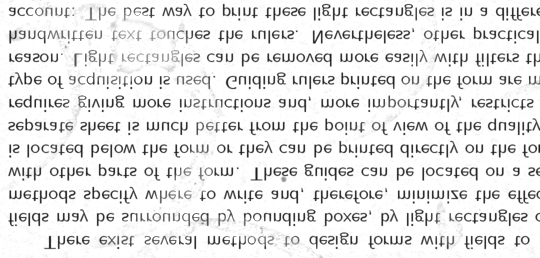 There exist several methods to design forms with fields to
fields may be surrounded by bounding boxes, by light rectangles o
methods specify where to write and, therefore, minimize the effec
with other parts of the form. These guides can be located on a se
is located below the form or they can be printed directly on the fo
separate sheet is much better from the point of view of the quality
requires giving more instructions and, more importantly, restricts
type of acquisition is used. Guiding rulers printed on the form are m
reason. Light rectangles can be removed more easily with filters th
handwritten text touches the rulers. Nevertheless, other practical
account: The best way to print these light rectangles is in a differe